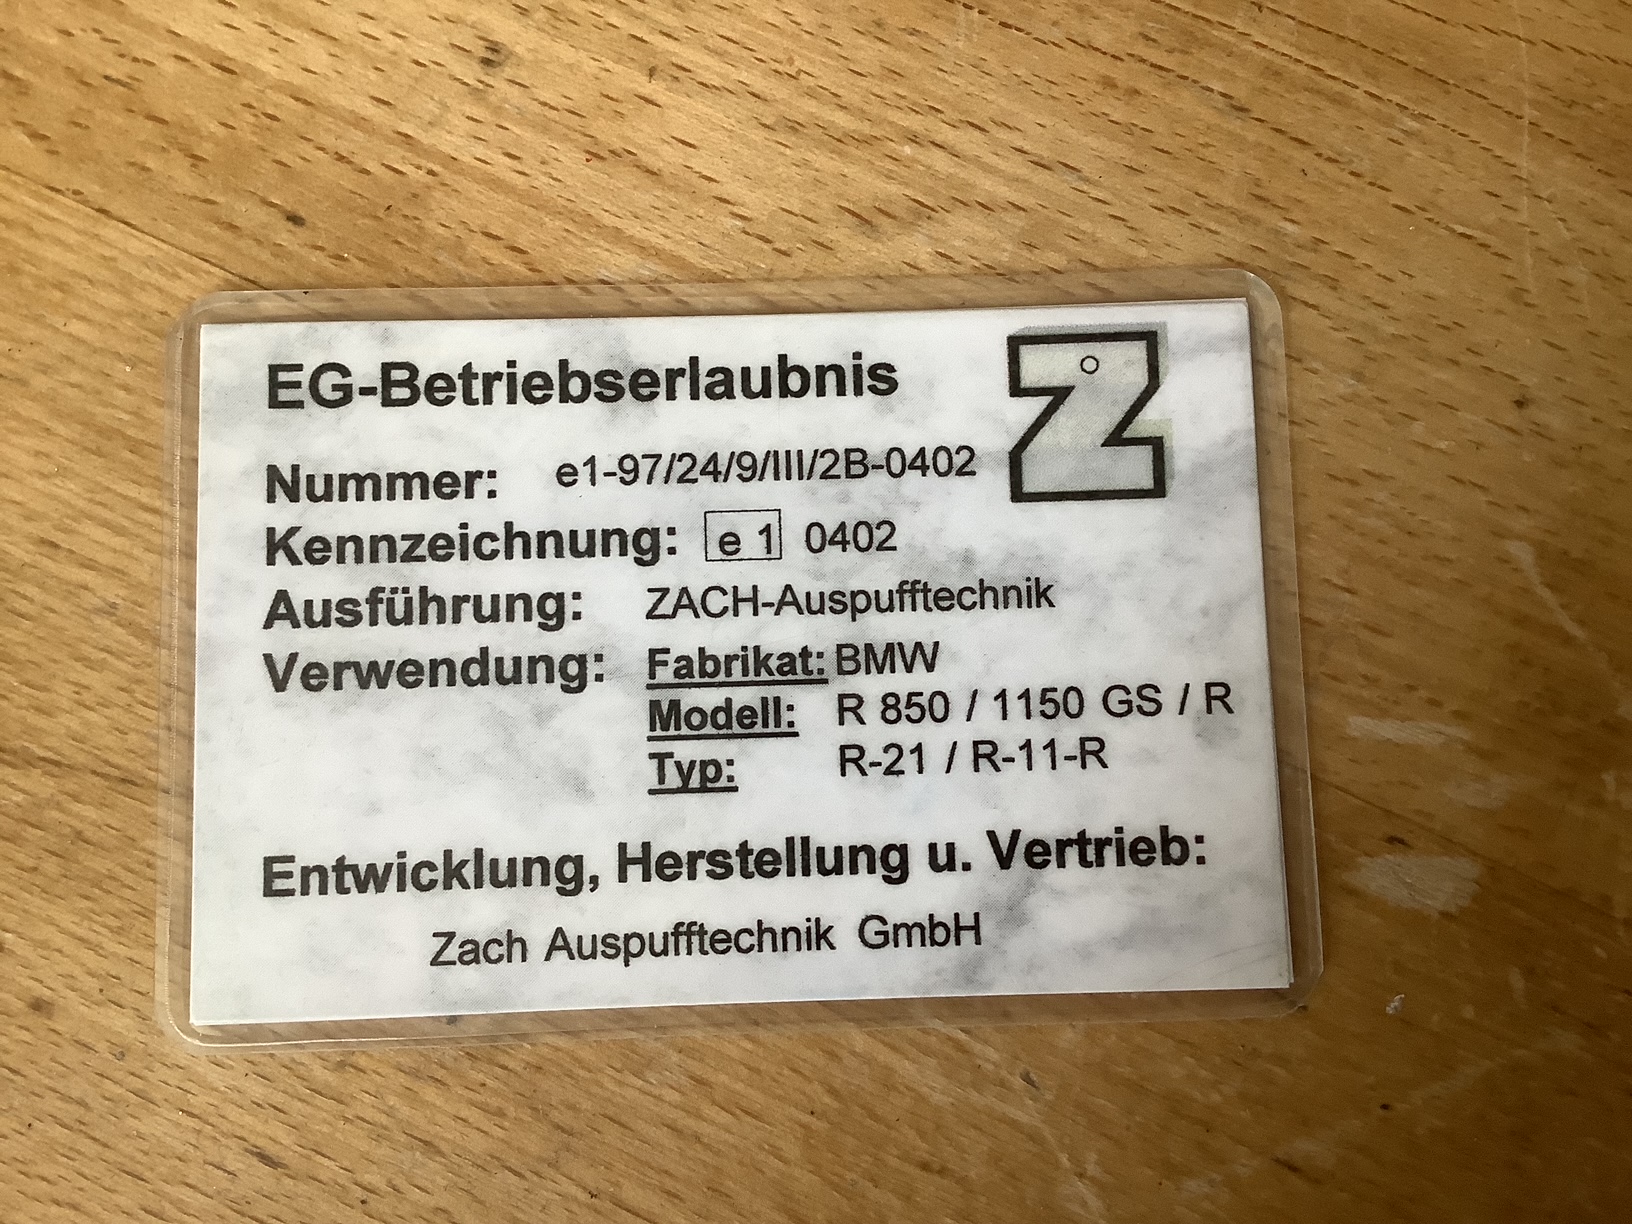 EG-Betriebserlaubnis
Z
Nummer: e1-97/24/9/III/2B-0402
Kennzeichnung: e 1 0402
Ausführung: ZACH-Auspufftechnik
Verwendung: Fabrikat: BMW
Modell: R 850 / 1150 GS / R
Typ: R-21 / R-11-R
Entwicklung, Herstellung u. Vertrieb:
Zach Auspufftechnik GmbH